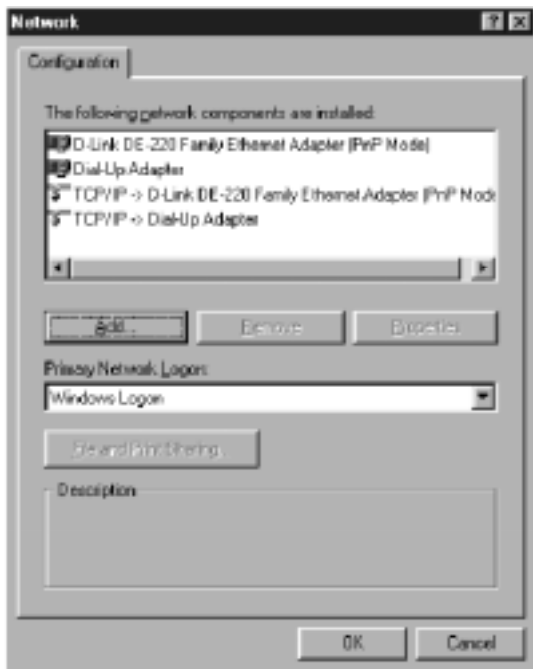 Network
Configuration
The following network components are installed:
D-Link DE-220 Family Ethernet Adapter (PnP Mode)
Dial-Up Adapter
TCP/IP -> D-Link DE-220 Family Ethernet Adapter (PnP Mode
TCP/IP -> Dial-Up Adapter
Add...
Remove
Properties
Primary Network Logon:
Windows Logon
File and Print Sharing...
Description
OK
Cancel